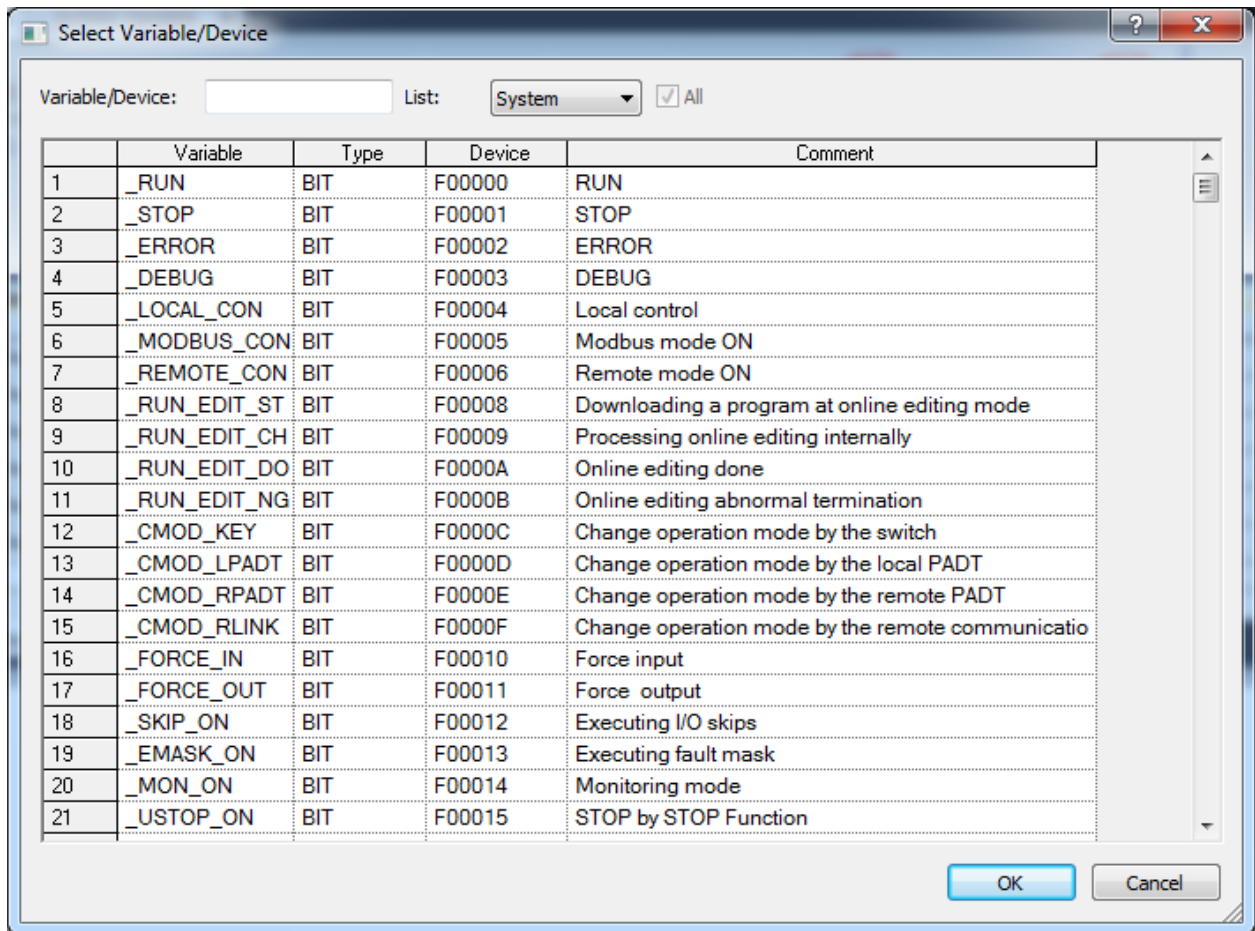 Select Variable/Device
Variable/Device: List: System All
Variable Type Device Comment
1 _RUN BIT F00000 RUN
2 _STOP BIT F00001 STOP
3 _ERROR BIT F00002 ERROR
4 _DEBUG BIT F00003 DEBUG
5 _LOCAL_CON BIT F00004 Local control
6 _MODBUS_CON BIT F00005 Modbus mode ON
7 _REMOTE_CON BIT F00006 Remote mode ON
8 _RUN_EDIT_ST BIT F00008 Downloading a program at online editing mode
9 _RUN_EDIT_CH BIT F00009 Processing online editing internally
10 _RUN_EDIT_DO BIT F0000A Online editing done
11 _RUN_EDIT_NG BIT F0000B Online editing abnormal termination
12 _CMOD_KEY BIT F0000C Change operation mode by the switch
13 _CMOD_LPADT BIT F0000D Change operation mode by the local PADT
14 _CMOD_RPADT BIT F0000E Change operation mode by the remote PADT
15 _CMOD_RLINK BIT F0000F Change operation mode by the remote communicatio
16 _FORCE_IN BIT F00010 Force input
17 _FORCE_OUT BIT F00011 Force output
18 _SKIP_ON BIT F00012 Executing I/O skips
19 _EMASK_ON BIT F00013 Executing fault mask
20 _MON_ON BIT F00014 Monitoring mode
21 _USTOP_ON BIT F00015 STOP by STOP Function
OK Cancel